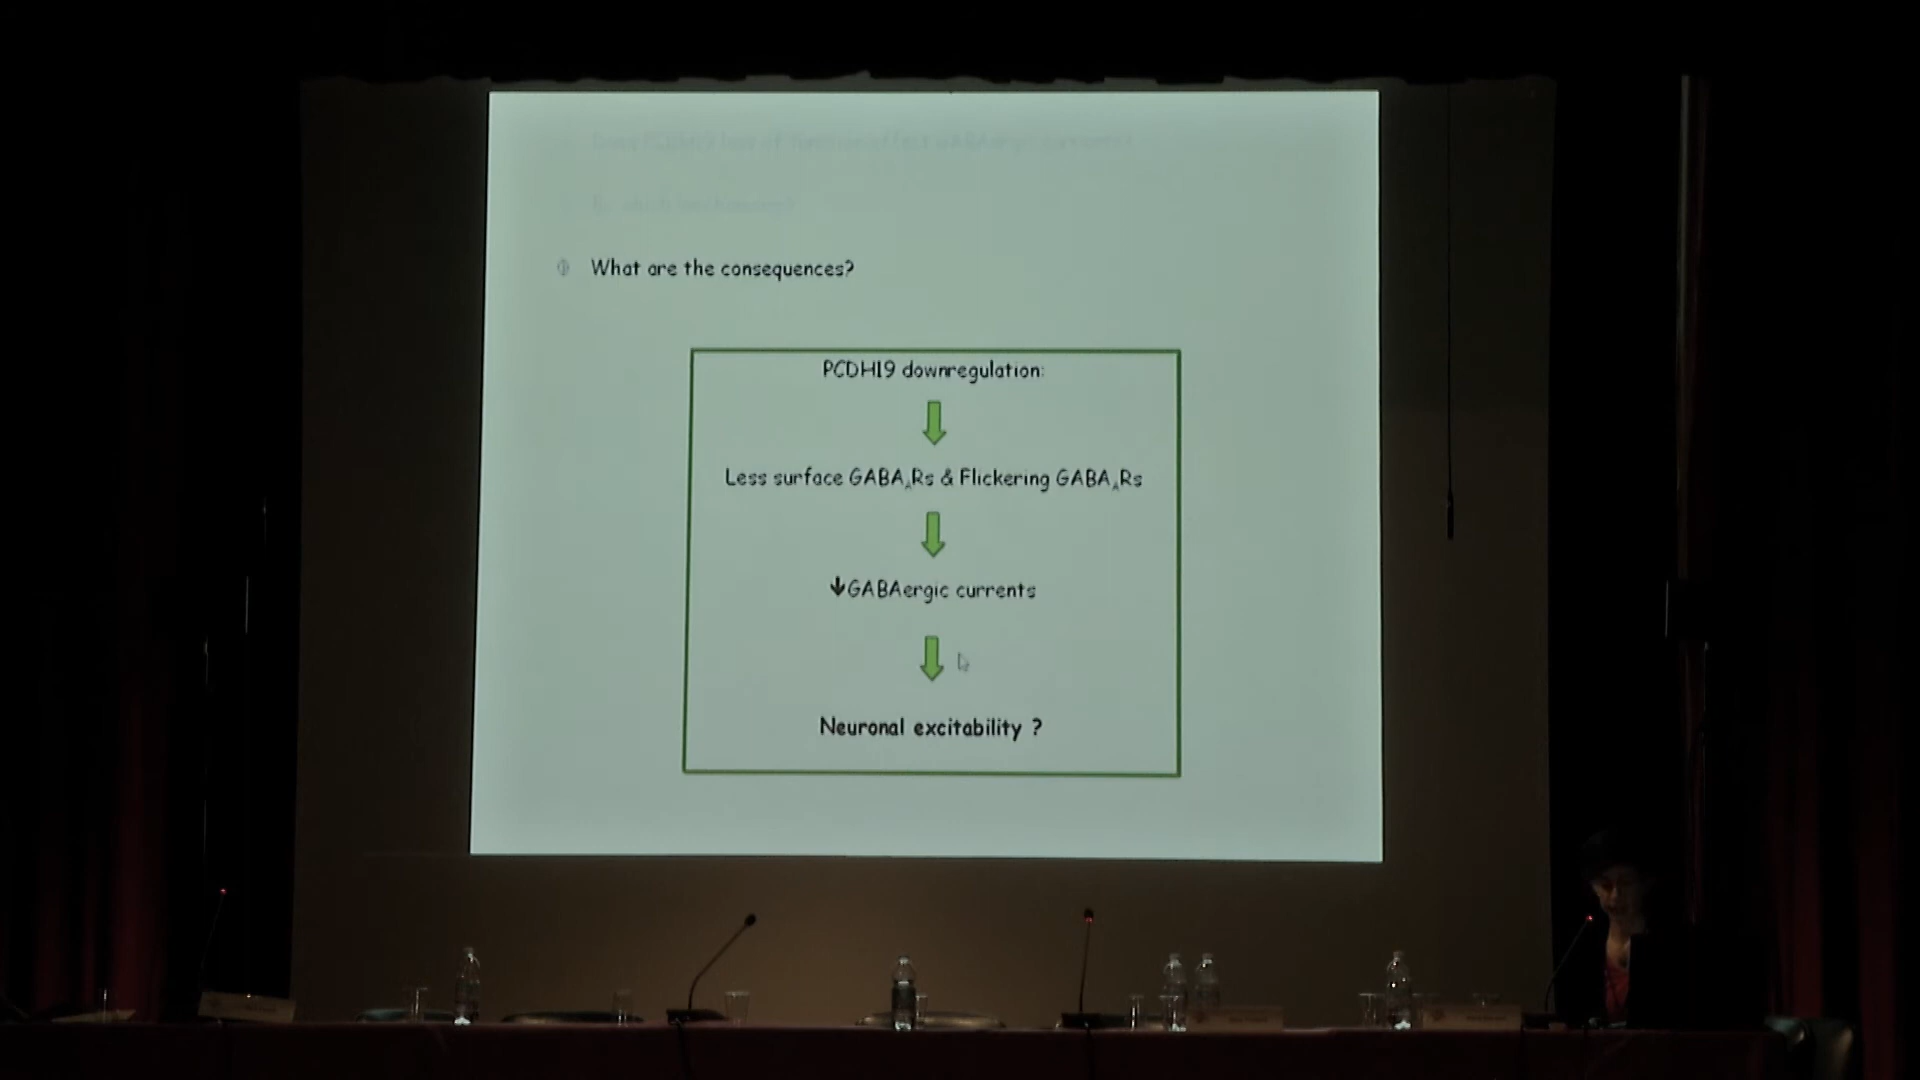 What are the consequences?
PCDH19 downregulation:
Less surface GABAARs & Flickering GABAARs
↓GABAergic currents
Neuronal excitability ?